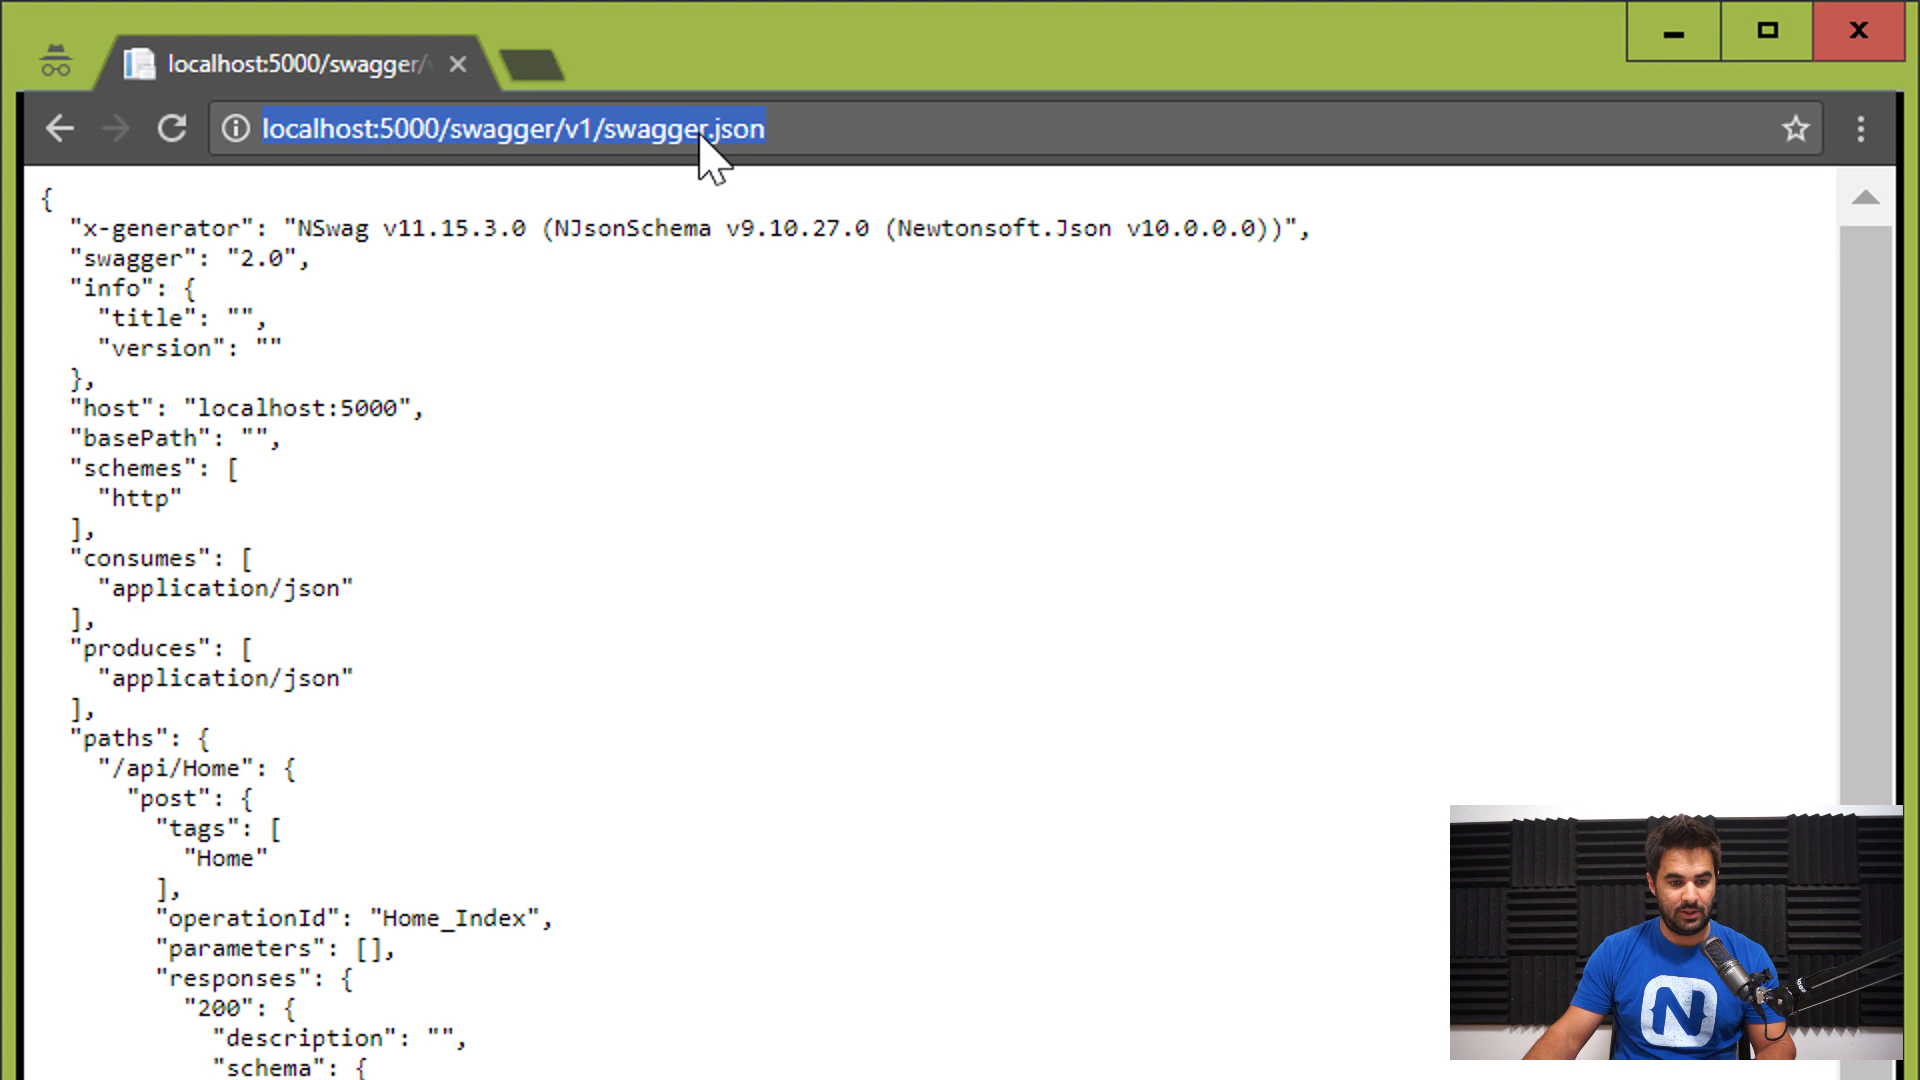 localhost:5000/swagger/
localhost:5000/swagger/v1/swagger.json
{
"x-generator": "NSwag v11.15.3.0 (NJsonSchema v9.10.27.0 (Newtonsoft.Json v10.0.0.0))",
"swagger": "2.0",
"info": {
"title": "",
"version": ""
},
"host": "localhost:5000",
"basePath": "",
"schemes": [
"http"
],
"consumes": [
"application/json"
],
"produces": [
"application/json"
],
"paths": {
"/api/Home": {
"post": {
"tags": [
"Home"
],
"operationId": "Home_Index",
"parameters": [],
"responses": {
"200": {
"description": "",
"schema": {
N